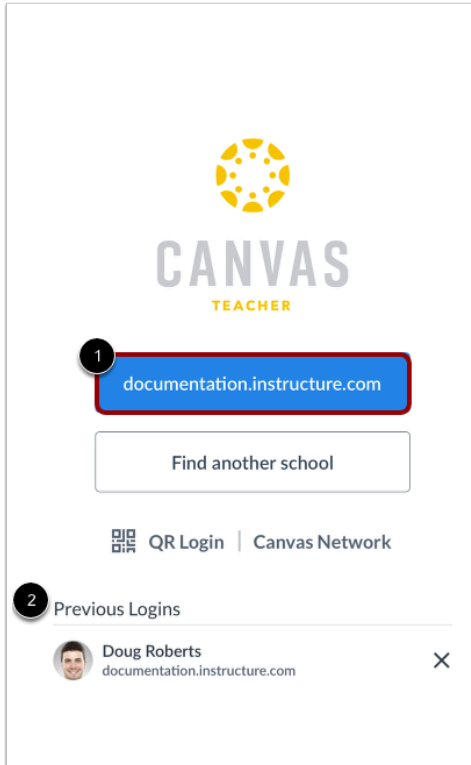 CANVAS
TEACHER
1
documentation.instructure.com
Find another school
QR Login | Canvas Network
2
Previous Logins
Doug Roberts
documentation.instructure.com